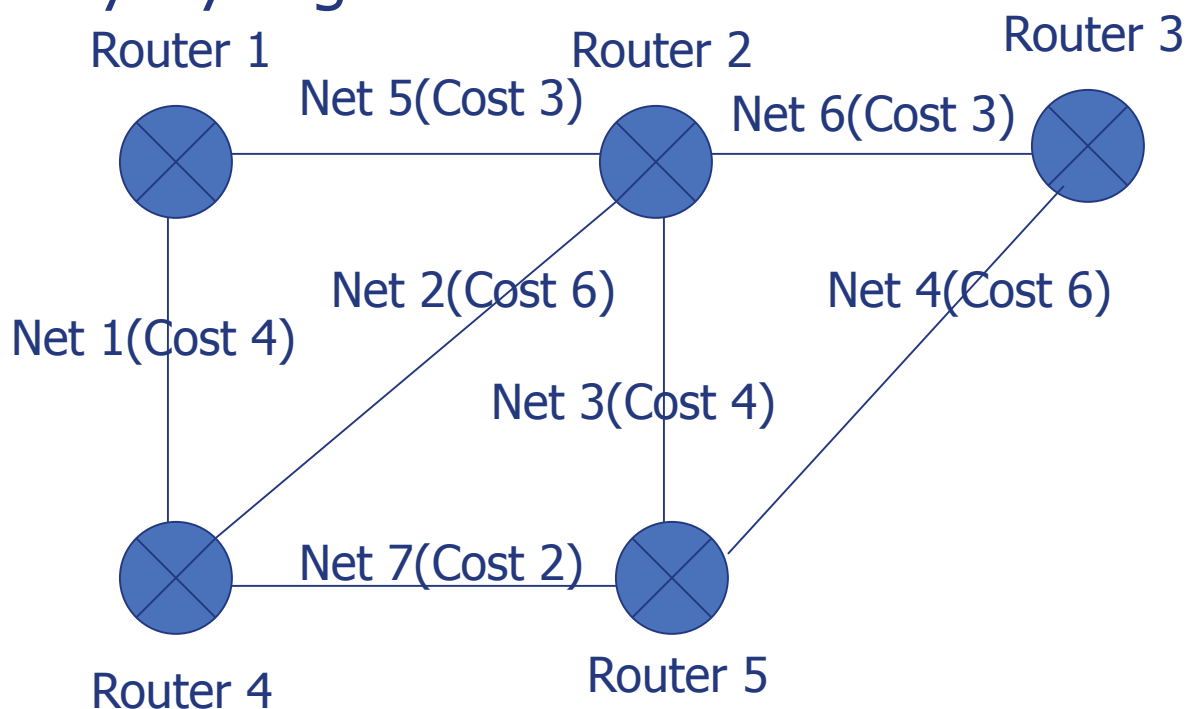 Router 1
Router 2
Router 3
Net 5(Cost 3)
Net 6(Cost 3)
Net 2(Cost 6)
Net 4(Cost 6)
Net 1(Cost 4)
Net 3(Cost 4)
Net 7(Cost 2)
Router 4
Router 5